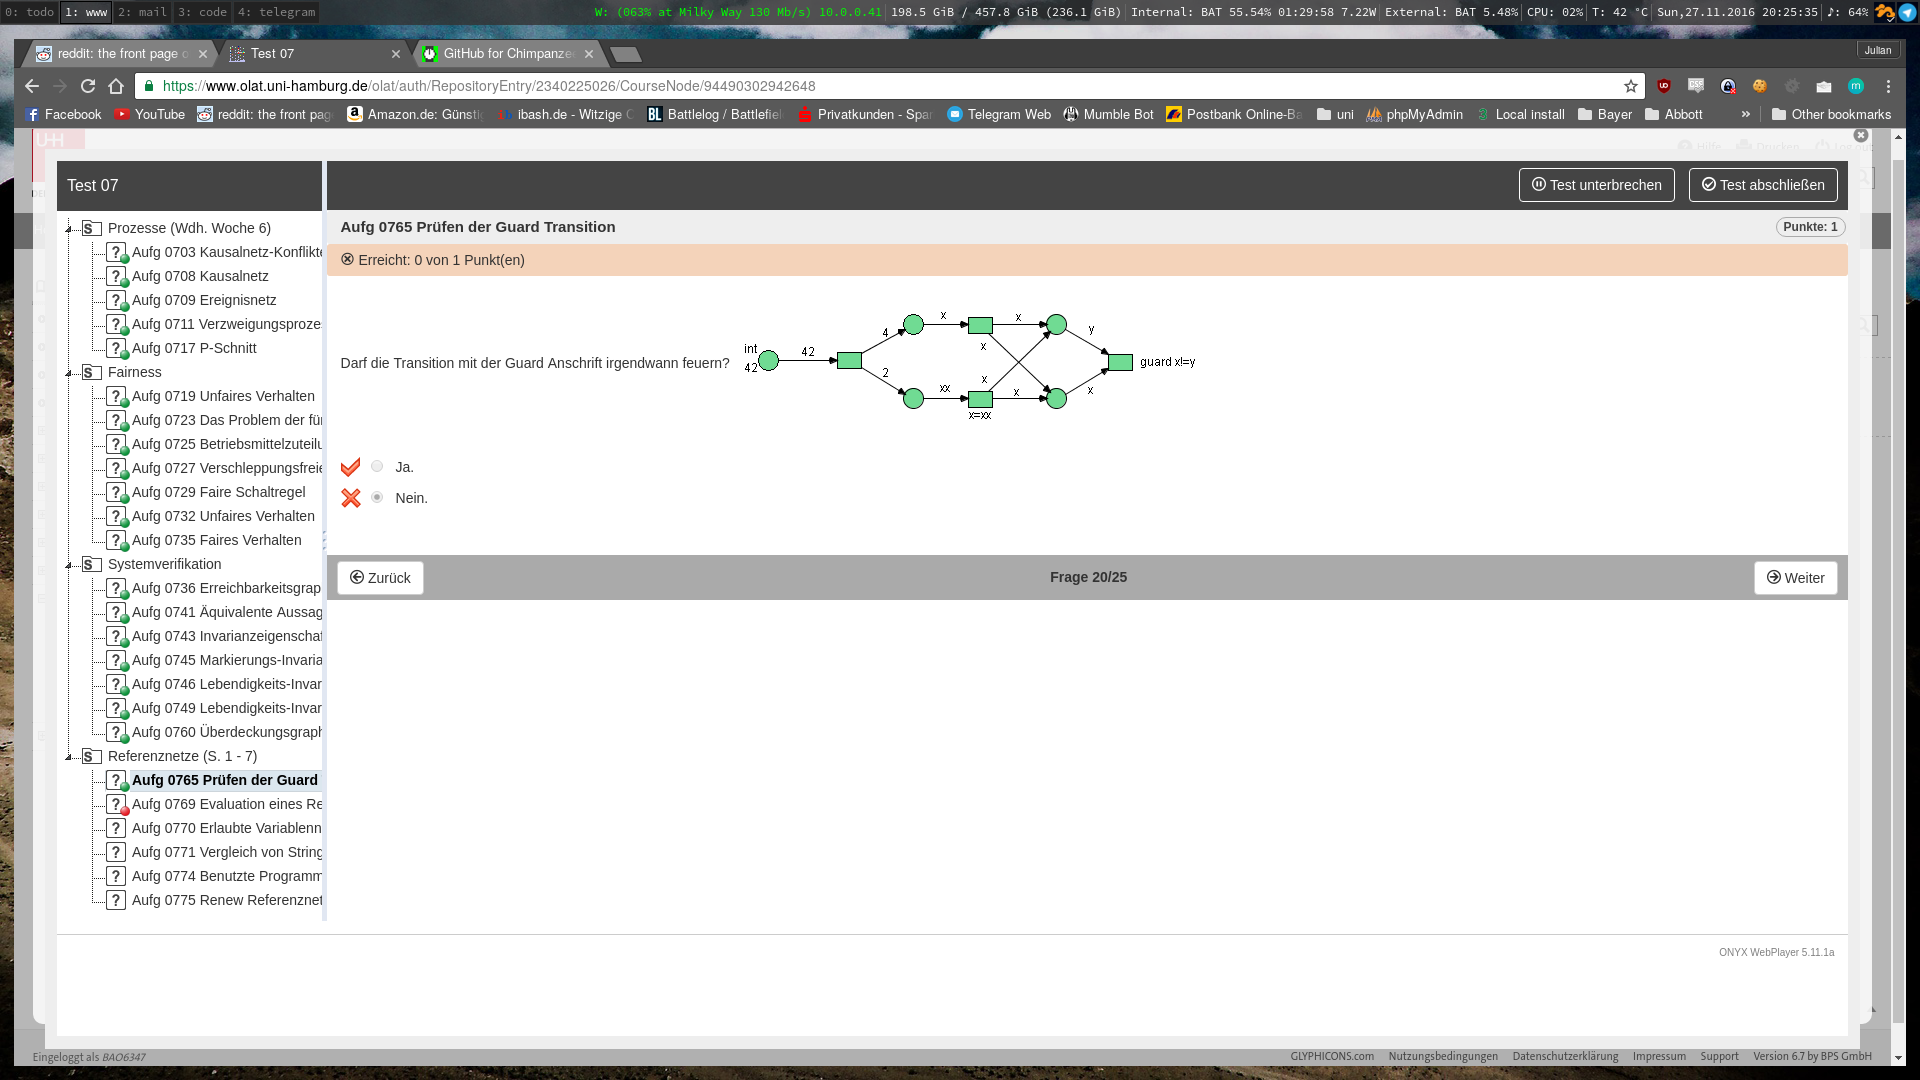 0: todo 1: www 2: mail 3: code 4: telegram
W: (063% at Milky Way 130 Mb/s) 10.0.0.41 198.5 GiB / 457.8 GiB (236.1 GiB) Internal: BAT 55.54% 01:29:58 7.22W External: BAT 5.48% CPU: 02% T: 42 °C Sun,27.11.2016 20:25:35 ♪: 64%
reddit: the front page o
Test 07
GitHub for Chimpanze
Julian
https://www.olat.uni-hamburg.de/olat/auth/RepositoryEntry/2340225026/CourseNode/94490302942648
Facebook YouTube reddit: the front pag Amazon.de: Günsti ibash.de - Witzige Battlelog / Battlefiel Privatkunden - Spar Telegram Web Mumble Bot Postbank Online-Ba uni phpMyAdmin Local install Bayer Abbott » Other bookmarks
Test 07
Test unterbrechen
Test abschließen
Prozesse (Wdh. Woche 6)
Aufg 0703 Kausalnetz-Konflikte
Aufg 0708 Kausalnetz
Aufg 0709 Ereignisnetz
Aufg 0711 Verzweigungsproze
Aufg 0717 P-Schnitt
Fairness
Aufg 0719 Unfaires Verhalten
Aufg 0723 Das Problem der fü
Aufg 0725 Betriebsmittelzuteilu
Aufg 0727 Verschleppungsfreie
Aufg 0729 Faire Schaltregel
Aufg 0732 Unfaires Verhalten
Aufg 0735 Faires Verhalten
Systemverifikation
Aufg 0736 Erreichbarkeitsgrap
Aufg 0741 Äquivalente Aussag
Aufg 0743 Invarianzeigenschaf
Aufg 0745 Markierungs-Invaria
Aufg 0746 Lebendigkeits-Invar
Aufg 0749 Lebendigkeits-Invar
Aufg 0760 Überdeckungsgraph
Referenznetze (S. 1 - 7)
Aufg 0765 Prüfen der Guard
Aufg 0769 Evaluation eines Re
Aufg 0770 Erlaubte Variablenn
Aufg 0771 Vergleich von String
Aufg 0774 Benutzte Programm
Aufg 0775 Renew Referenznet
Aufg 0765 Prüfen der Guard Transition
Punkte: 1
Erreicht: 0 von 1 Punkt(en)
Darf die Transition mit der Guard Anschrift irgendwann feuern?
int
42
42
4
2
x
xx
x
x
x
x
x=xx
y
x
guard x!=y
Ja.
Nein.
Zurück
Frage 20/25
Weiter
ONYX WebPlayer 5.11.1a
Eingeloggt als BAO6347
GLYPHICONS.com Nutzungsbedingungen Datenschutzerklärung Impressum Support Version 6.7 by BPS GmbH